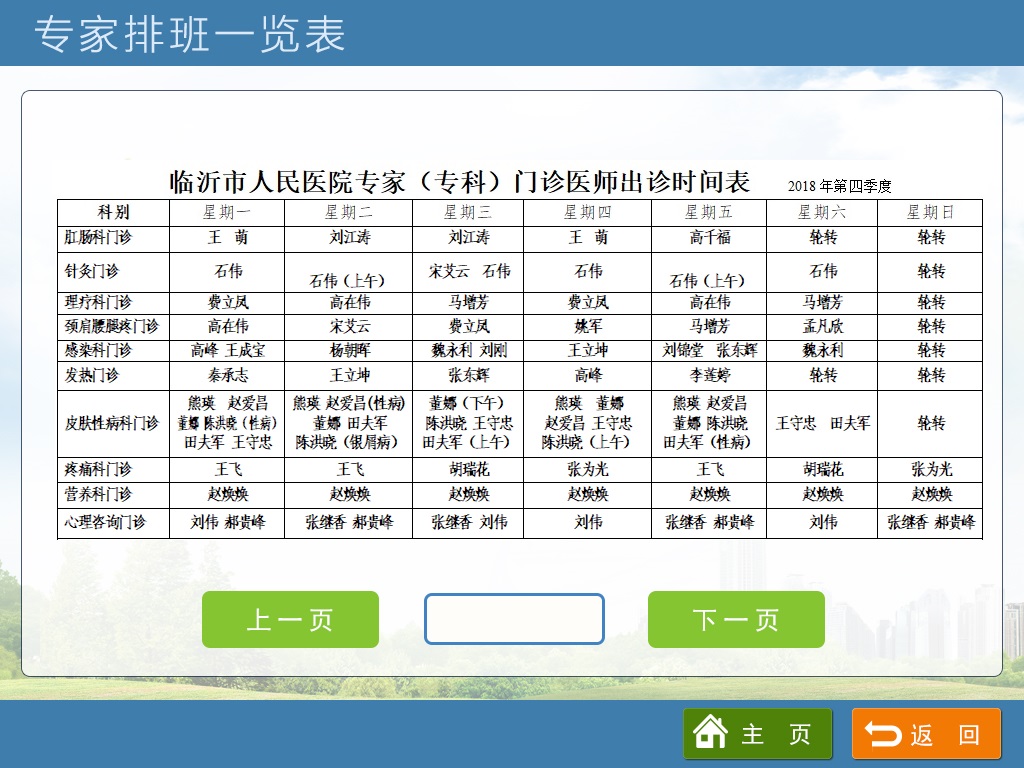 专家排班一览表
临沂市人民医院专家（专科）门诊医师出诊时间表 2018 年第四季度
科别 星期一 星期二 星期三 星期四 星期五 星期六 星期日
肛肠科门诊 王 萌 刘江涛 刘江涛 王 萌 高千福 轮转 轮转
针灸门诊 石伟 石伟（上午） 宋艾云 石伟 石伟 石伟（上午） 石伟 轮转
理疗科门诊 费立凤 高在伟 马增芳 费立凤 高在伟 马增芳 轮转
颈肩腰腿疼门诊 高在伟 宋艾云 费立凤 姚军 马增芳 孟凡欣 轮转
感染科门诊 高峰 王成宝 杨朝晖 魏永利 刘刚 王立坤 刘锦堂 张东辉 魏永利 轮转
发热门诊 秦承志 王立坤 张东辉 高峰 李莲婷 轮转 轮转
熊瑛 赵爱昌 熊瑛 赵爱昌(性病) 董娜（下午） 熊瑛 董娜 熊瑛 赵爱昌
皮肤性病科门诊 董娜 陈洪晓（性病） 董娜 田夫军 陈洪晓 王守忠 赵爱昌 王守忠 董娜 陈洪晓 王守忠 田夫军 轮转
田夫军 王守忠 陈洪晓（银屑病） 田夫军（上午） 陈洪晓（上午） 田夫军（性病）
疼痛科门诊 王飞 王飞 胡瑞花 张为光 王飞 胡瑞花 张为光
营养科门诊 赵焕焕 赵焕焕 赵焕焕 赵焕焕 赵焕焕 赵焕焕 赵焕焕
心理咨询门诊 刘伟 郝贵峰 张继香 郝贵峰 张继香 刘伟 刘伟 张继香 郝贵峰 刘伟 张继香 郝贵峰
上一页 下一页
主 页 返 回